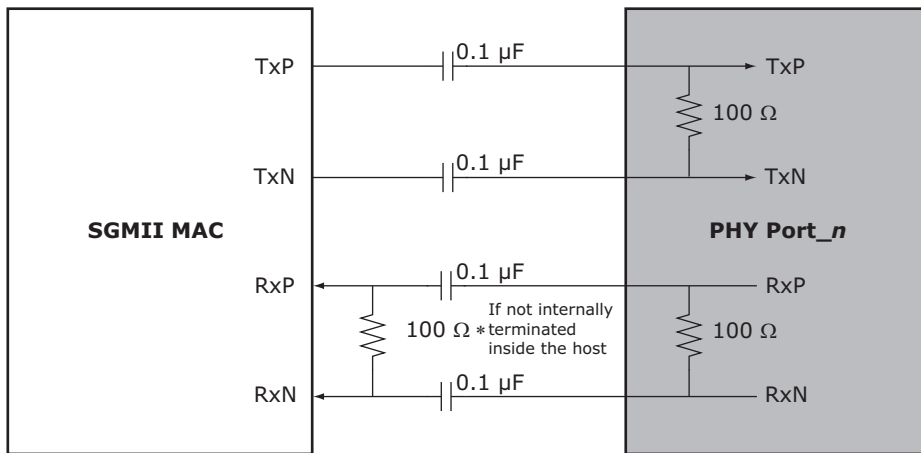 0.1 µF
TxP
TxP
100 Ω
0.1 µF
TxN
TxN
SGMII MAC
PHY Port_n
0.1 µF
RxP
RxP
If not internally
100 Ω * terminated
100 Ω
inside the host
0.1 µF
RxN
RxN